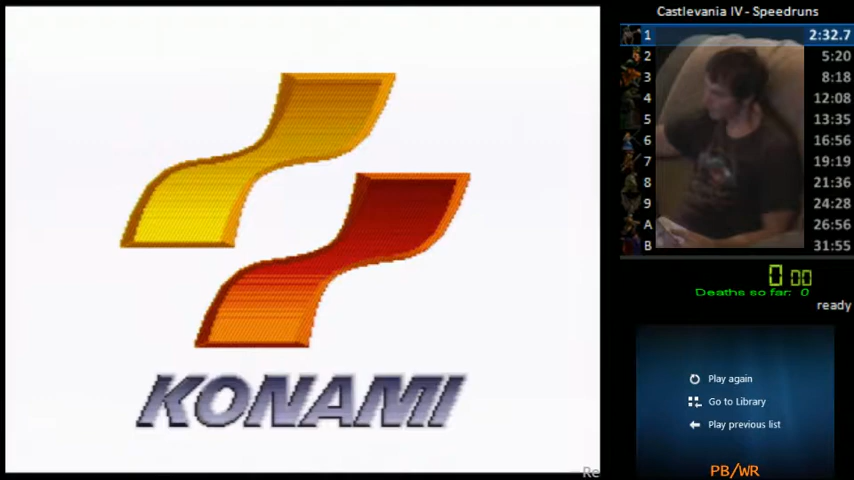 KONAMI
Re
Castlevania IV - Speedruns
1 2:32.7
2 5:20
3 8:18
4 12:08
5 13:35
6 16:56
7 19:19
8 21:36
9 24:28
A 26:56
B 31:55
0 00
Deaths so far: 0
ready
Play again
Go to Library
Play previous list
PB/WR